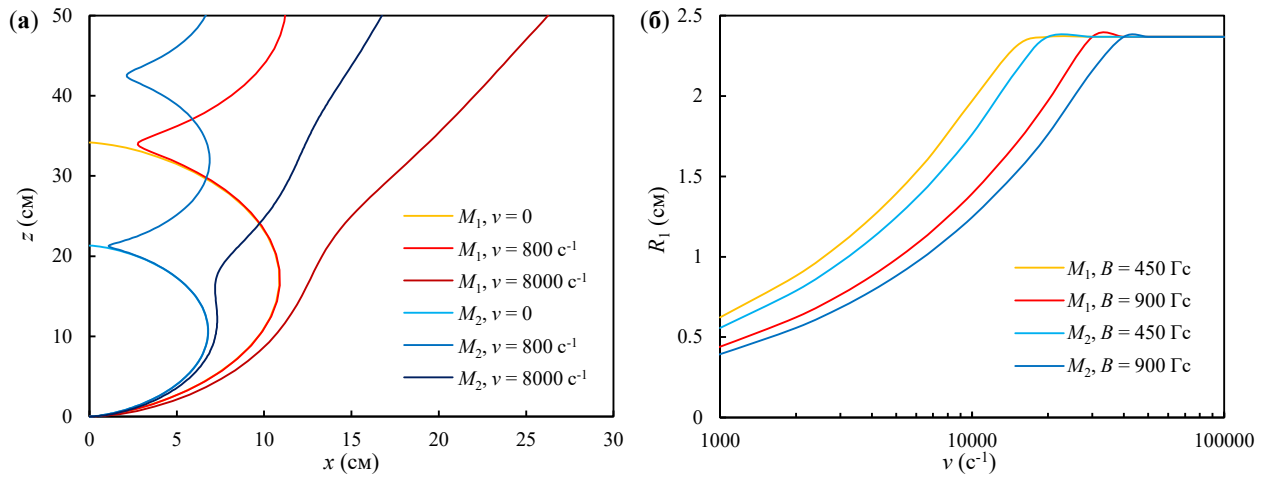 (а)
50
40
30
20
10
0
z (см)
0 5 10 15 20 25 30
x (см)
M₁, ν = 0
M₁, ν = 800 с⁻¹
M₁, ν = 8000 с⁻¹
M₂, ν = 0
M₂, ν = 800 с⁻¹
M₂, ν = 8000 с⁻¹
(б)
2.5
2
1.5
1
0.5
0
R₁ (см)
1000 10000 100000
ν (с⁻¹)
M₁, B = 450 Гс
M₁, B = 900 Гс
M₂, B = 450 Гс
M₂, B = 900 Гс